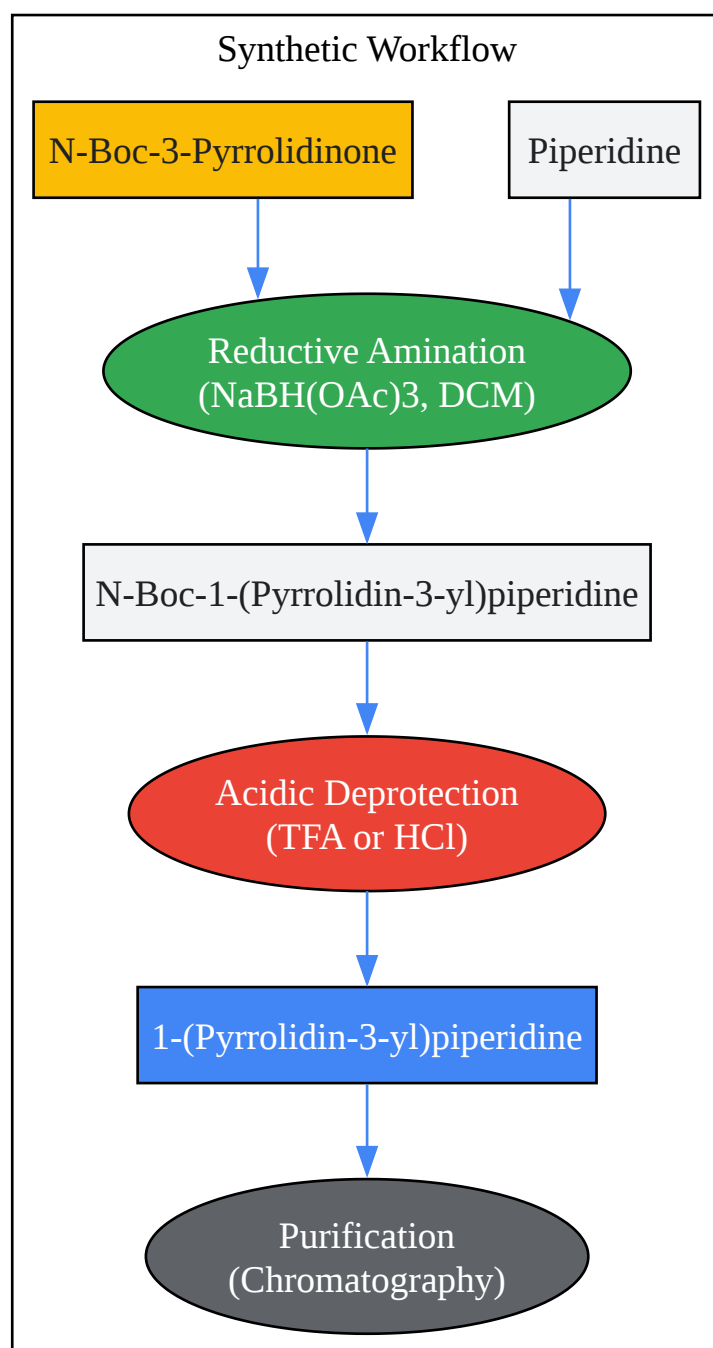 Synthetic Workflow
N-Boc-3-Pyrrolidinone
Piperidine
Reductive Amination
(NaBH(OAc)3, DCM)
N-Boc-1-(Pyrrolidin-3-yl)piperidine
Acidic Deprotection
(TFA or HCl)
1-(Pyrrolidin-3-yl)piperidine
Purification
(Chromatography)